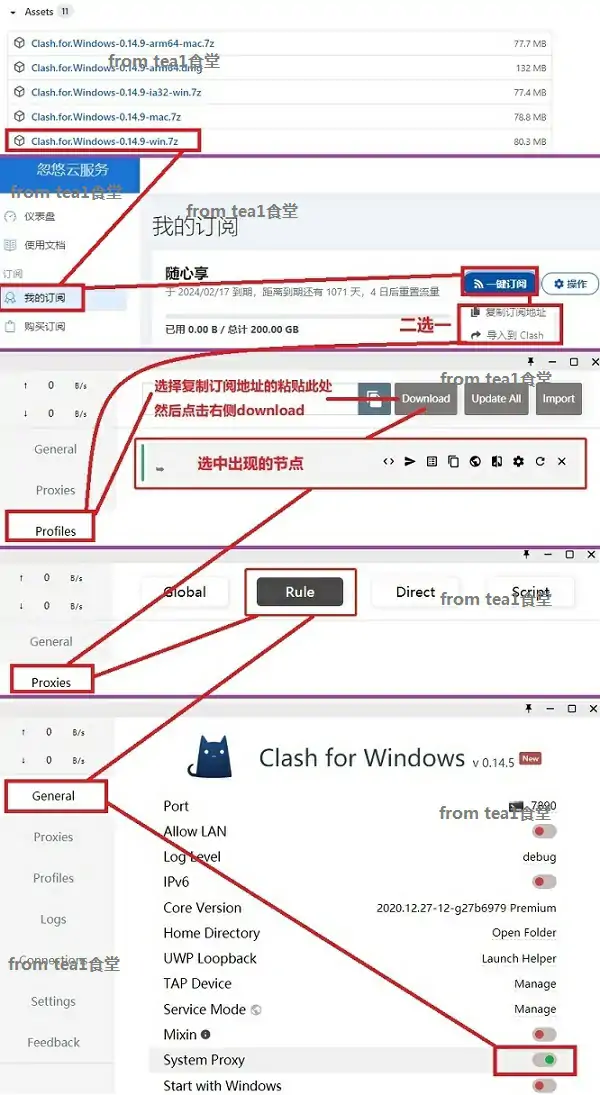 Assets 11
Clash.for.Windows-0.14.9-arm64-mac.7z 77.7 MB
from tea1食堂
Clash.for.Windows-0.14.9-arm64.dmg 132 MB
Clash.for.Windows-0.14.9-ia32-win.7z 77.4 MB
Clash.for.Windows-0.14.9-mac.7z 78.8 MB
Clash.for.Windows-0.14.9-win.7z 80.3 MB
忽悠云服务
from tea1食堂
from tea1食堂
仪表盘
我的订阅
使用文档
订阅
随心享
我的订阅
于 2024/02/17 到期，距离到期还有 1071 天，4 日后重置流量
一键订阅
操作
复制订阅地址
购买订阅
已用 0.00 B / 总计 200.00 GB
二选一
导入到 Clash
from tea1食堂
↑ 0 B/s
选择复制订阅地址的粘贴此处
Download
Update All
Import
↓ 0 B/s
然后点击右侧download
General
选中出现的节点
Proxies
Profiles
↑ 0 B/s
Global
Rule
Direct
Script
from tea1食堂
↓ 0 B/s
General
Proxies
↑ 0 B/s
↓ 0 B/s
Clash for Windows v 0.14.5 New
General
Port 7890
from tea1食堂
Allow LAN
Proxies
Log Level debug
Profiles
IPv6
Core Version 2020.12.27-12-g27b6979 Premium
Logs
Home Directory Open Folder
Connections
from tea1食堂
UWP Loopback Launch Helper
TAP Device Manage
Settings
Service Mode Manage
Mixin
Feedback
System Proxy
Start with Windows